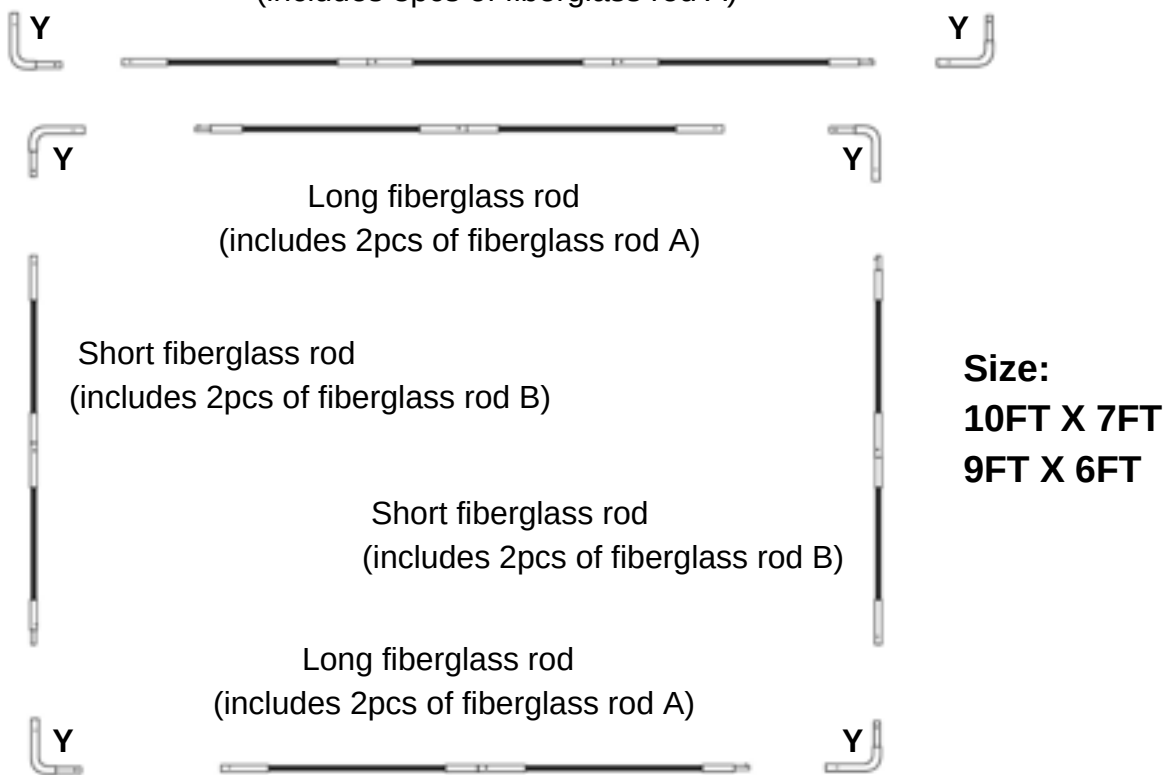 Y
Y
Y
Y
Long fiberglass rod
(includes 2pcs of fiberglass rod A)
Short fiberglass rod
(includes 2pcs of fiberglass rod B)
Size:
10FT X 7FT
9FT X 6FT
Short fiberglass rod
(includes 2pcs of fiberglass rod B)
Long fiberglass rod
(includes 2pcs of fiberglass rod A)
Y
Y